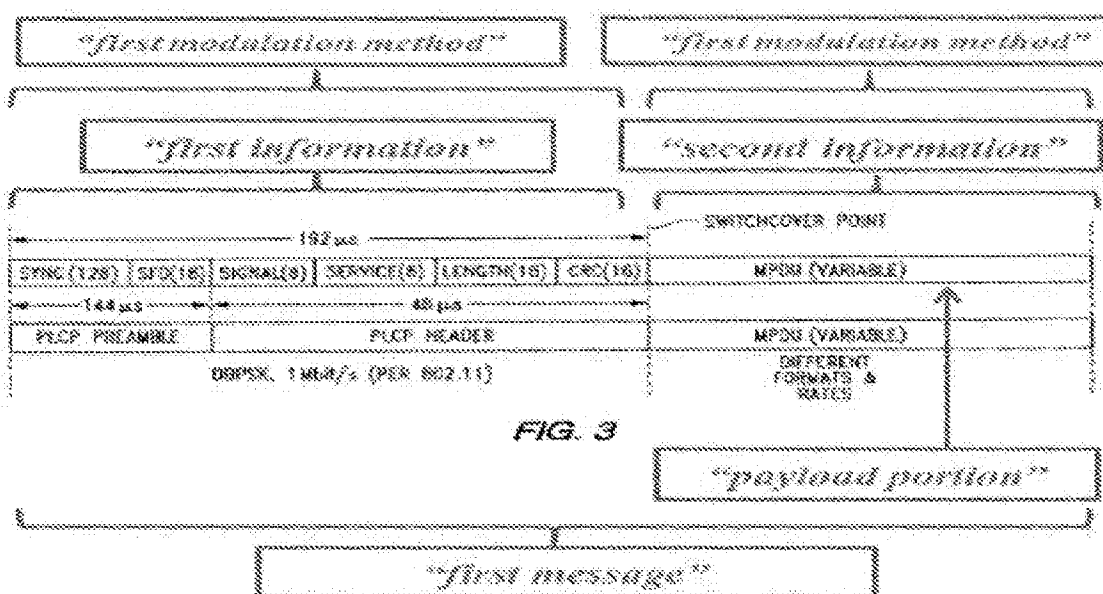 "first modulation method" "first modulation method"
"first information" "second information"
SWITCHCOVER POINT
192 µs
SYNC(128) SFD(16) SIGNAL(8) SERVICE(8) LENGTH(16) CRC(16) MPDU (VARIABLE)
144 µs 48 µs
PLCP PREAMBLE PLCP HEADER MPDU (VARIABLE)
DBPSK, 1 Mbit/s (PER 802.11) DIFFERENT
FORMATS &
RATES
FIG. 3
"payload portion"
"first message"